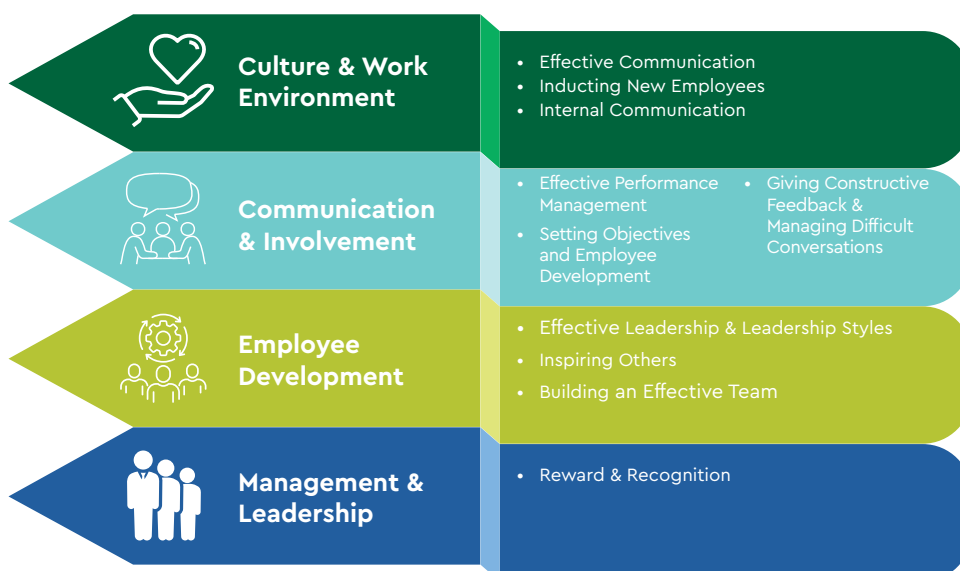 Culture & Work
Environment
• Effective Communication
• Inducting New Employees
• Internal Communication
Communication
& Involvement
• Effective Performance
Management
• Setting Objectives
and Employee
Development
• Giving Constructive
Feedback &
Managing Difficult
Conversations
Employee
Development
• Effective Leadership & Leadership Styles
• Inspiring Others
• Building an Effective Team
Management &
Leadership
• Reward & Recognition